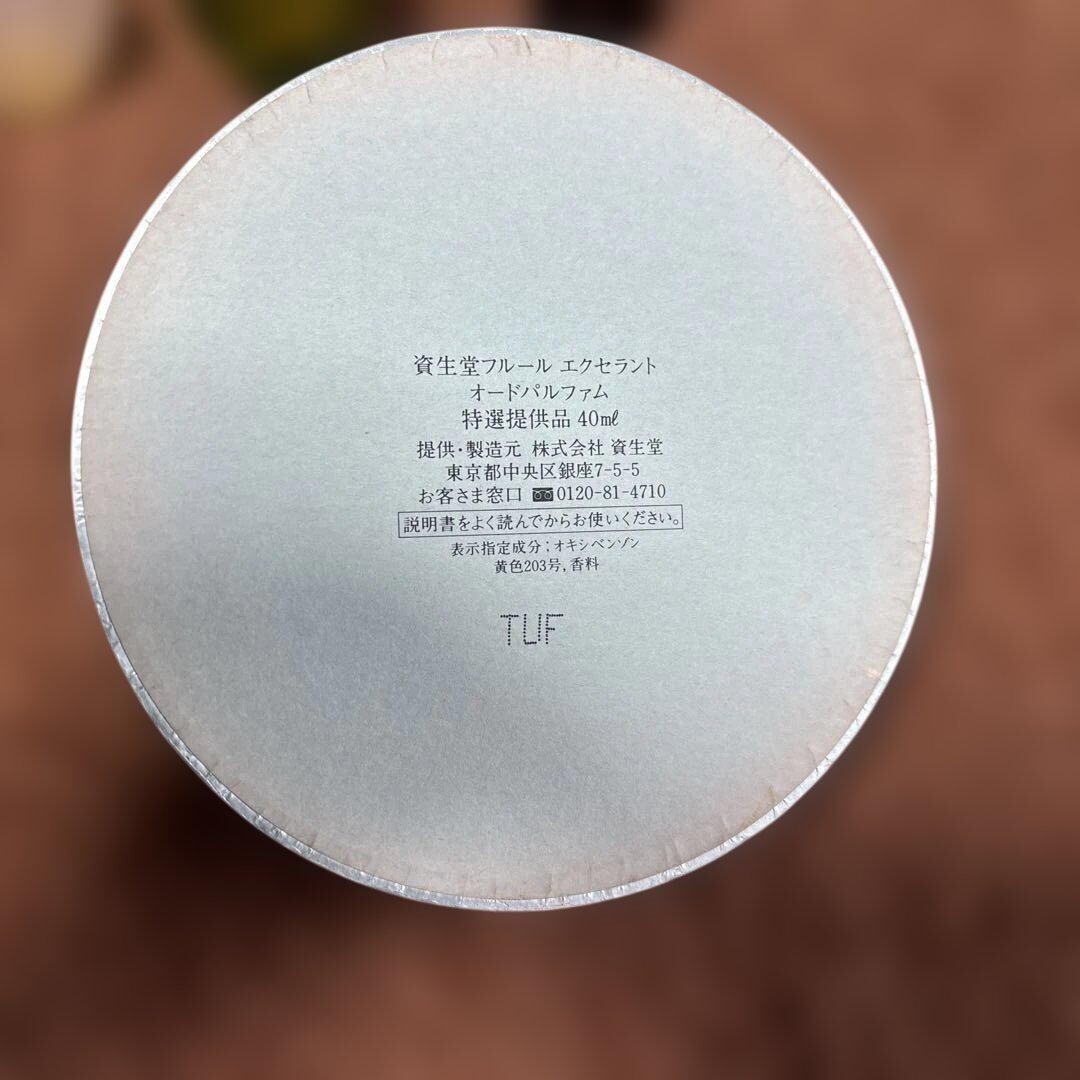 資生堂フルール エクセラント
オードパルファム
特選提供品 40mℓ
提供・製造元 株式会社 資生堂
東京都中央区銀座7-5-5
お客さま窓口 0120-81-4710
説明書をよく読んでからお使いください。
表示指定成分;オキシベンゾン
黄色203号,香料
TUF